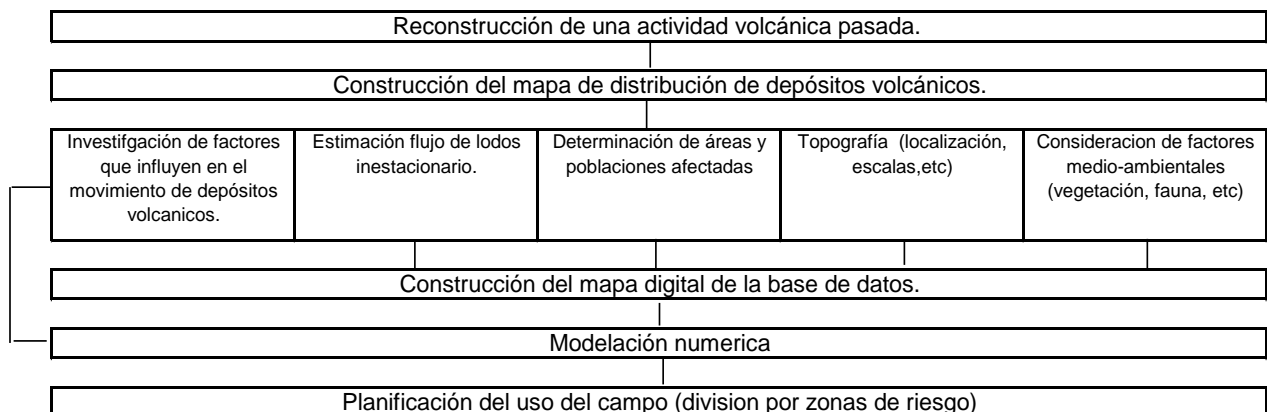 Reconstrucción de una actividad volcánica pasada.
Construcción del mapa de distribución de depósitos volcánicos.
Investifgación de factores
que influyen en el
movimiento de depósitos
volcanicos.
Estimación flujo de lodos
inestacionario.
Determinación de áreas y
poblaciones afectadas
Topografía (localización,
escalas,etc)
Consideracion de factores
medio-ambientales
(vegetación, fauna, etc)
Construcción del mapa digital de la base de datos.
Modelación numerica
Planificación del uso del campo (division por zonas de riesgo)